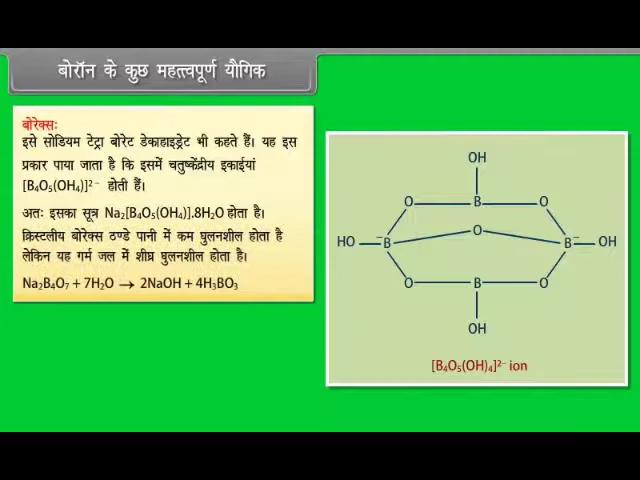 बोरॉन के कुछ महत्त्वपूर्ण यौगिक
बोरेक्सः
इसे सोडियम टेट्रा बोरेट डेकाहाइड्रेट भी कहते हैं। यह इस
प्रकार पाया जाता है कि इसमें चतुष्केंद्रीय इकाईयां
[B₄O₅(OH₄)]²⁻ होती हैं।
अतः इसका सूत्र Na₂[B₄O₅(OH₄)].8H₂O होता है।
क्रिस्टलीय बोरेक्स ठण्डे पानी में कम घुलनशील होता है
लेकिन यह गर्म जल में शीघ्र घुलनशील होता है।
Na₂B₄O₇ + 7H₂O → 2NaOH + 4H₃BO₃
OH
O B O
HO B⁻ O B⁻ OH
O B O
OH
[B₄O₅(OH)₄]²⁻ ion